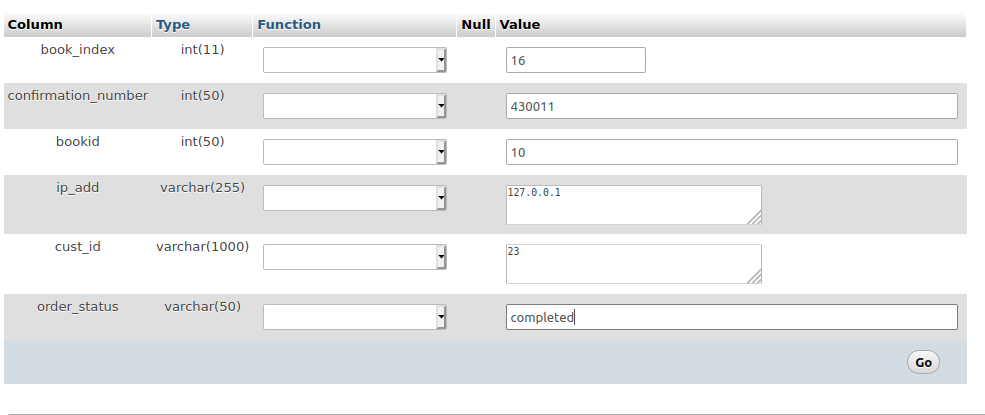 Column Type Function Null Value
book_index int(11) 16
confirmation_number int(50) 430011
bookid int(50) 10
ip_add varchar(255) 127.0.0.1
cust_id varchar(1000) 23
order_status varchar(50) completed
Go